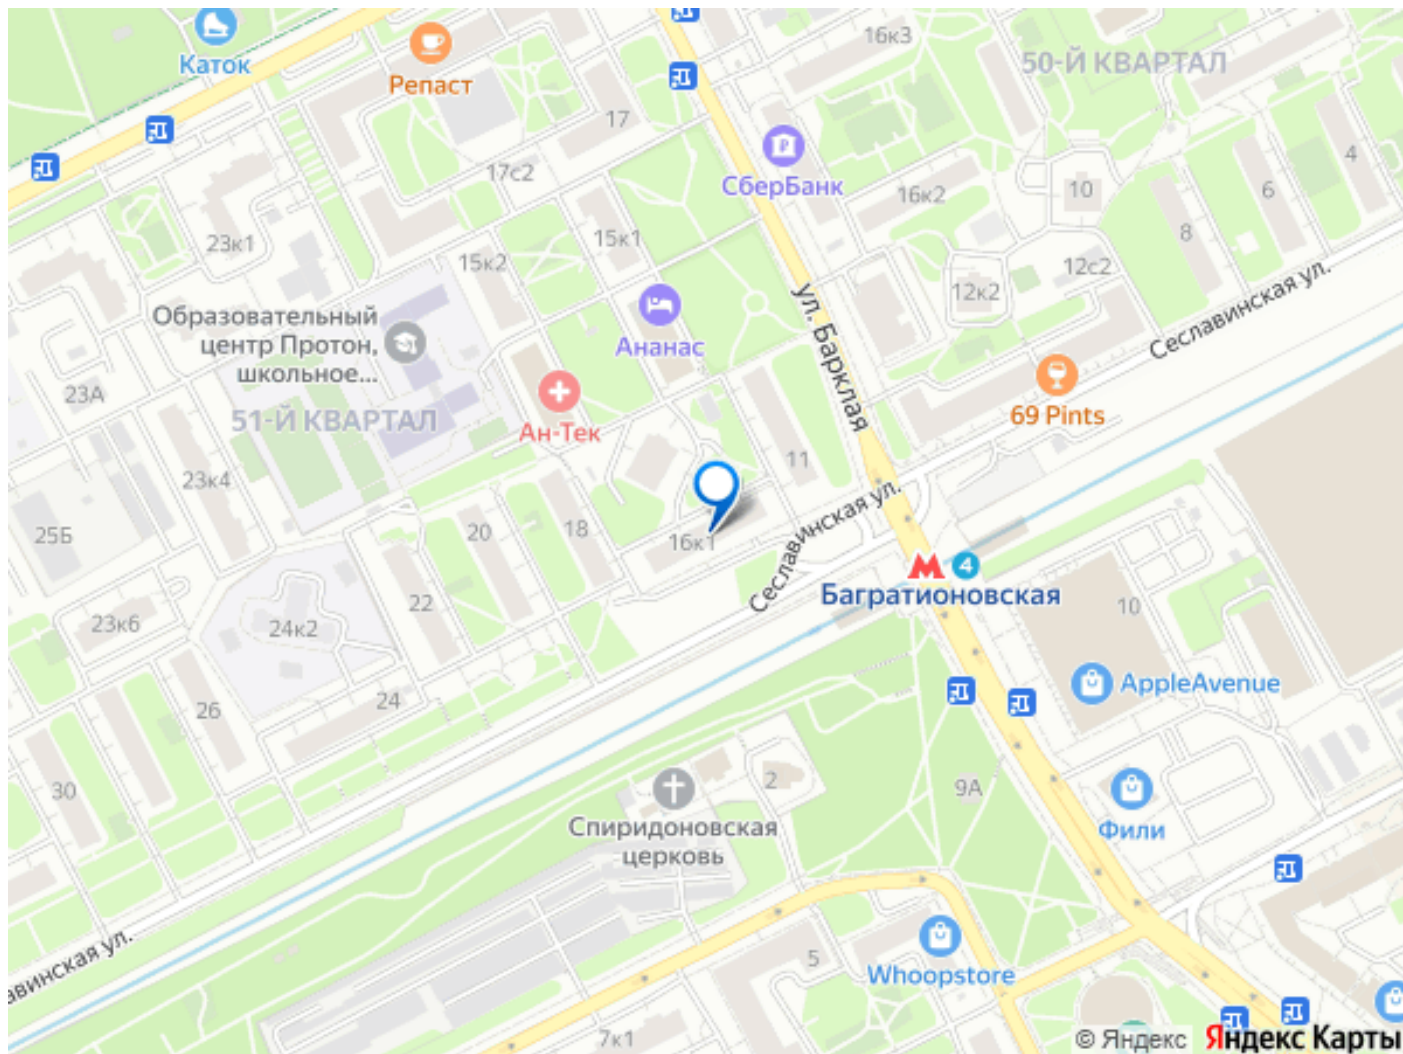 Каток
Репаст
16к3
50-Й КВАРТАЛ
17
СберБанк
4
17с2
16к2
10
6
23к1
15к1
8
15к2
12с2
12к2
ул. Барклая
Сеславинская ул.
Образовательный
центр Протон,
школьное...
Ананас
69 Pints
23А
51-Й КВАРТАЛ
Ан-Тек
11
23к4
25Б
20
18
16к1
Сеславинская ул.
М 4
Багратионовская
22
10
23к6
24к2
AppleAvenue
26
24
30
2
9А
Спиридоновская
церковь
Фили
авинская ул.
5
Whoopstore
7к1
© Яндекс Яндекс Карты